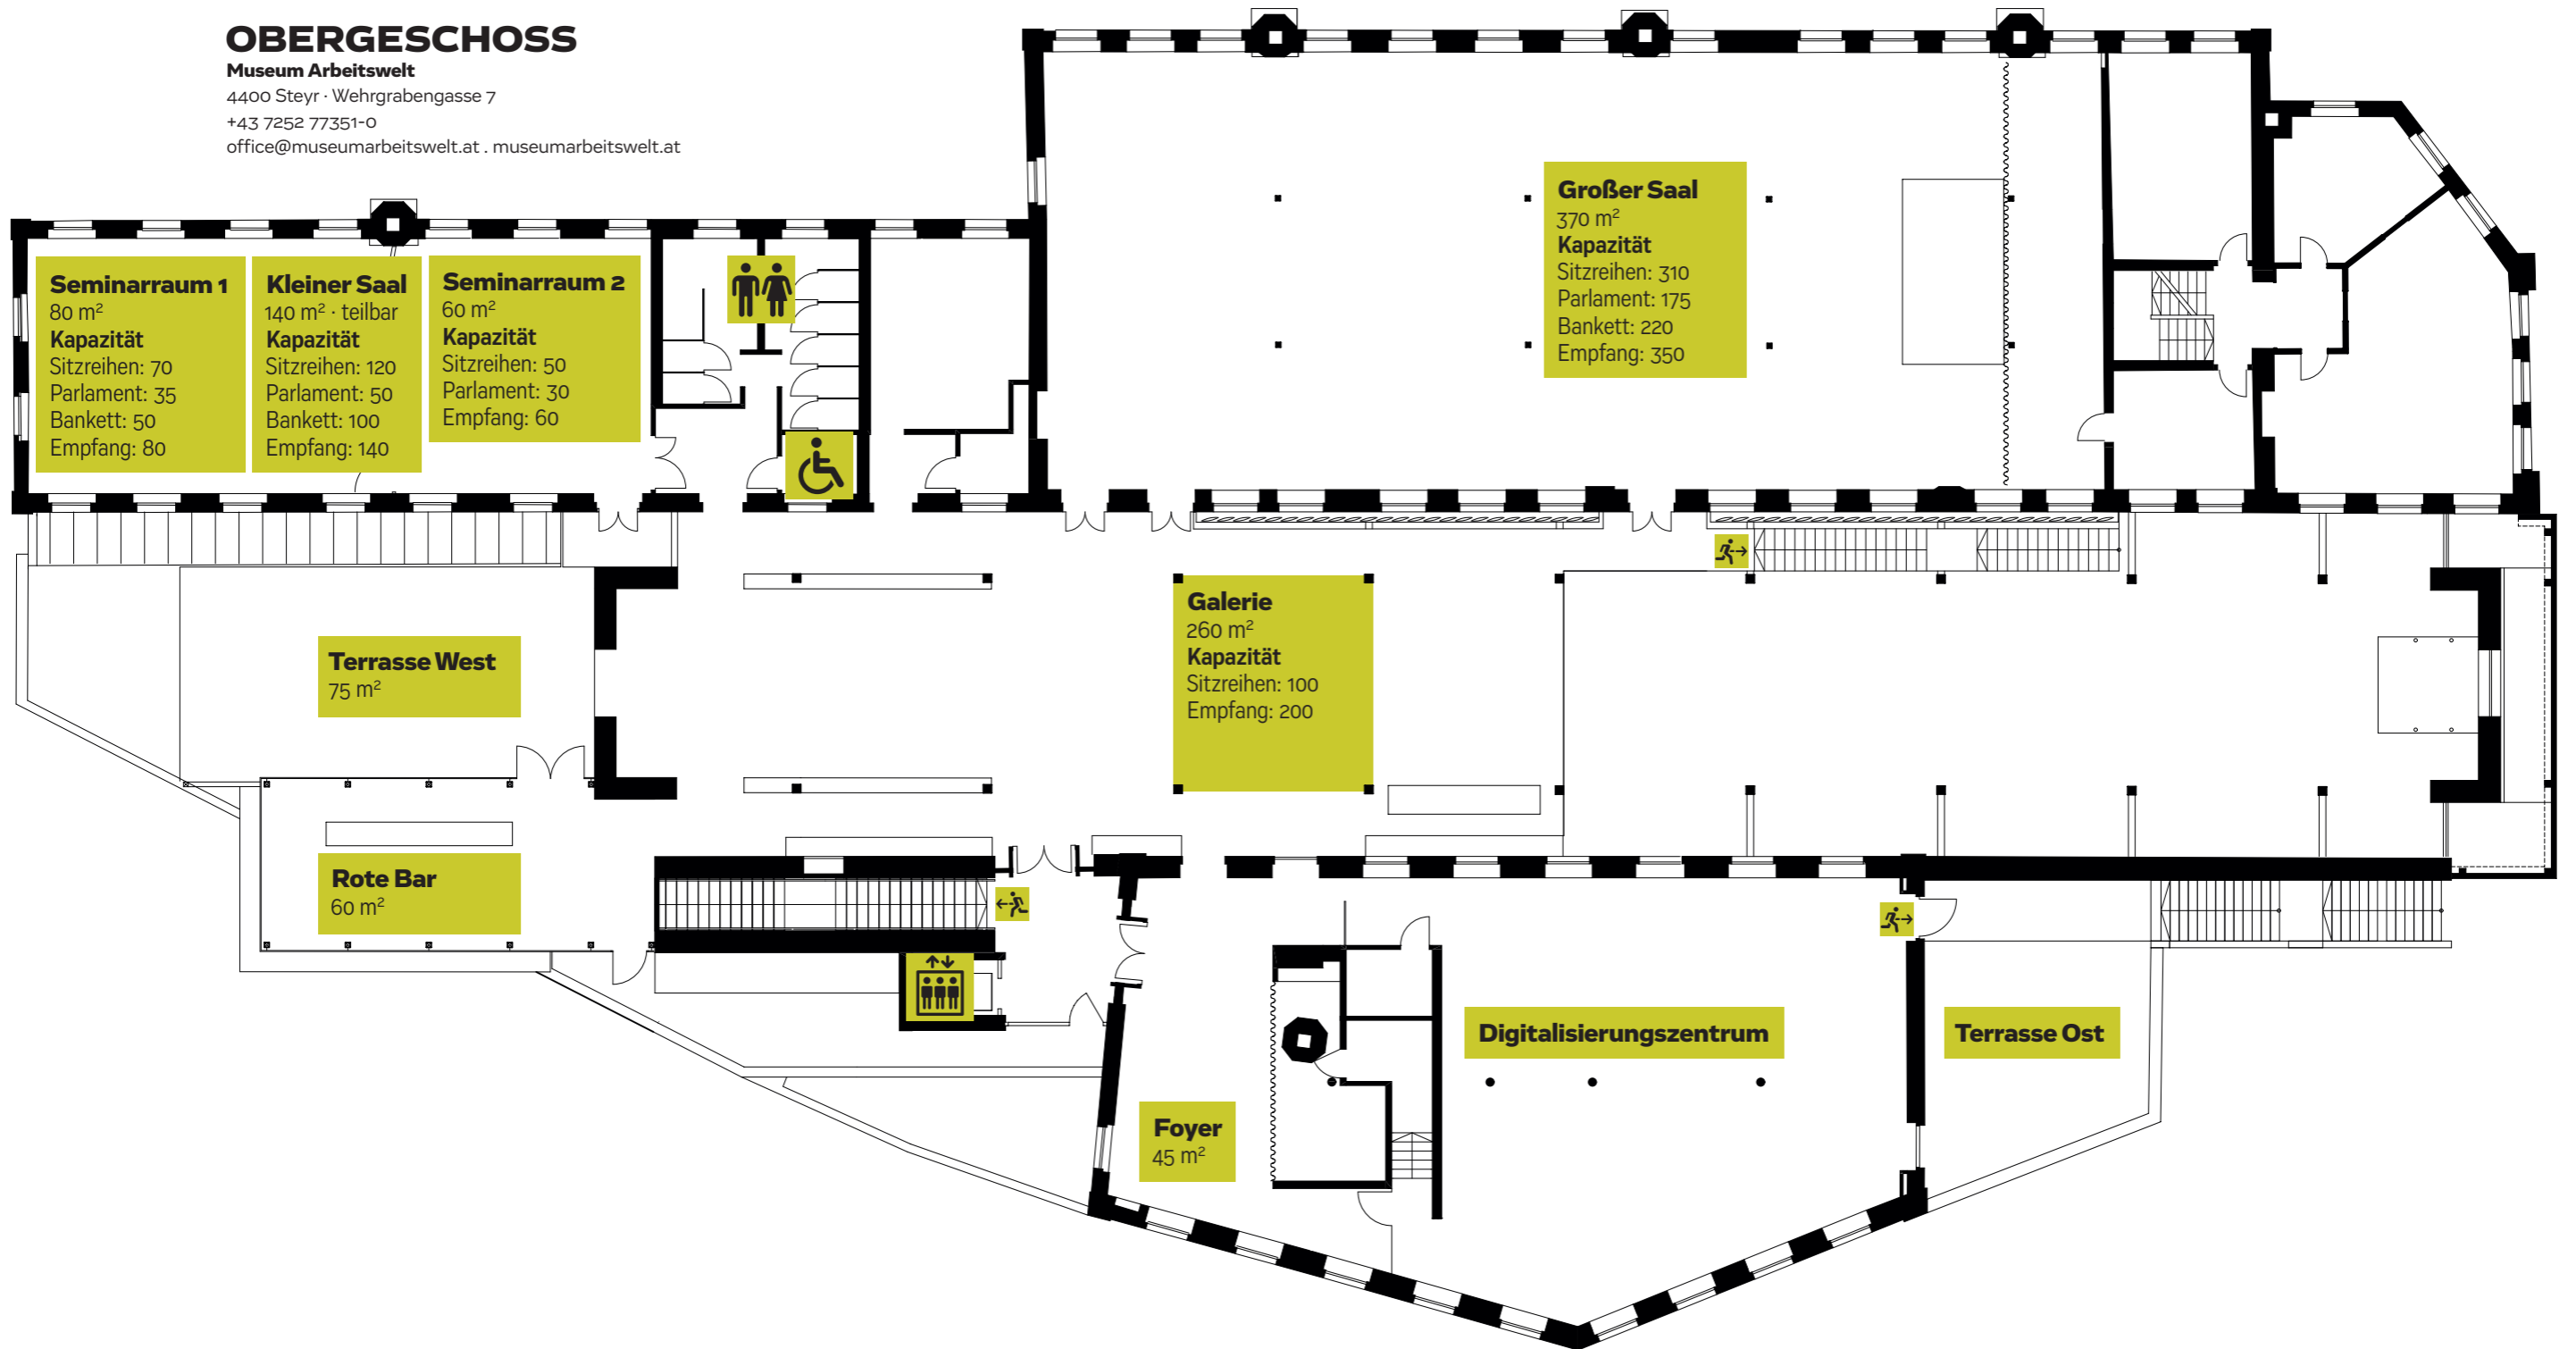 OBERGESCHOSS
Museum Arbeitswelt
4400 Steyr · Wehrgrabengasse 7
+43 7252 77351-0
office@museumarbeitswelt.at . museumarbeitswelt.at
Seminarraum 1
80 m²
Kapazität
Sitzreihen: 70
Parlament: 35
Bankett: 50
Empfang: 80
Kleiner Saal
140 m² · teilbar
Kapazität
Sitzreihen: 120
Parlament: 50
Bankett: 100
Empfang: 140
Seminarraum 2
60 m²
Kapazität
Sitzreihen: 50
Parlament: 30
Empfang: 60
Großer Saal
370 m²
Kapazität
Sitzreihen: 310
Parlament: 175
Bankett: 220
Empfang: 350
Galerie
260 m²
Kapazität
Sitzreihen: 100
Empfang: 200
Terrasse West
75 m²
Rote Bar
60 m²
Digitalisierungszentrum
Terrasse Ost
Foyer
45 m²